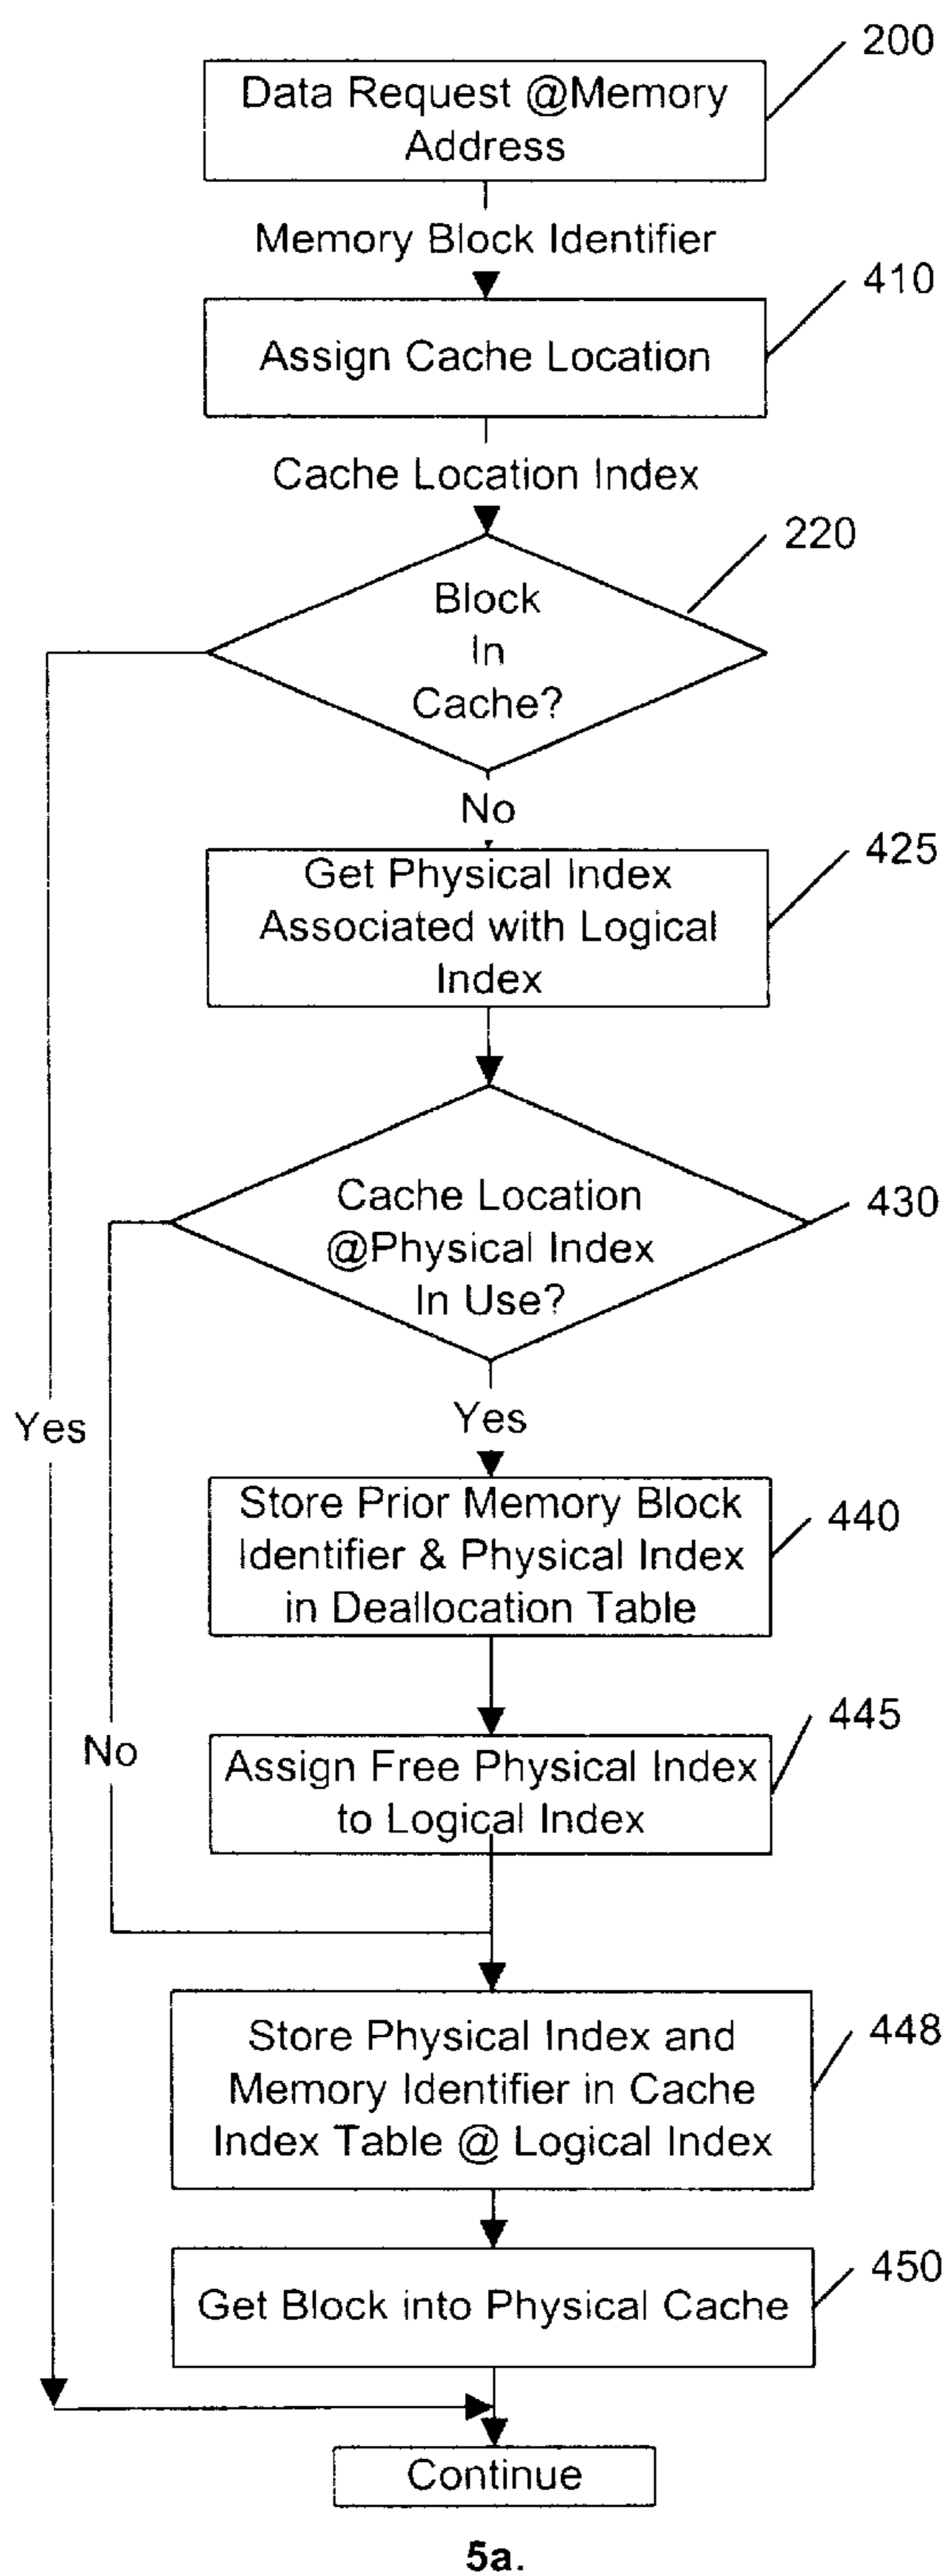 200
Data Request @Memory
Address
Memory Block Identifier
410
Assign Cache Location
Cache Location Index
220
Block
In
Cache?
No
425
Get Physical Index
Associated with Logical
Index
430
Cache Location
@Physical Index
In Use?
Yes
Yes
440
Store Prior Memory Block
Identifier & Physical Index
in Deallocation Table
445
No
Assign Free Physical Index
to Logical Index
448
Store Physical Index and
Memory Identifier in Cache
Index Table @ Logical Index
450
Get Block into Physical Cache
Continue
5a.